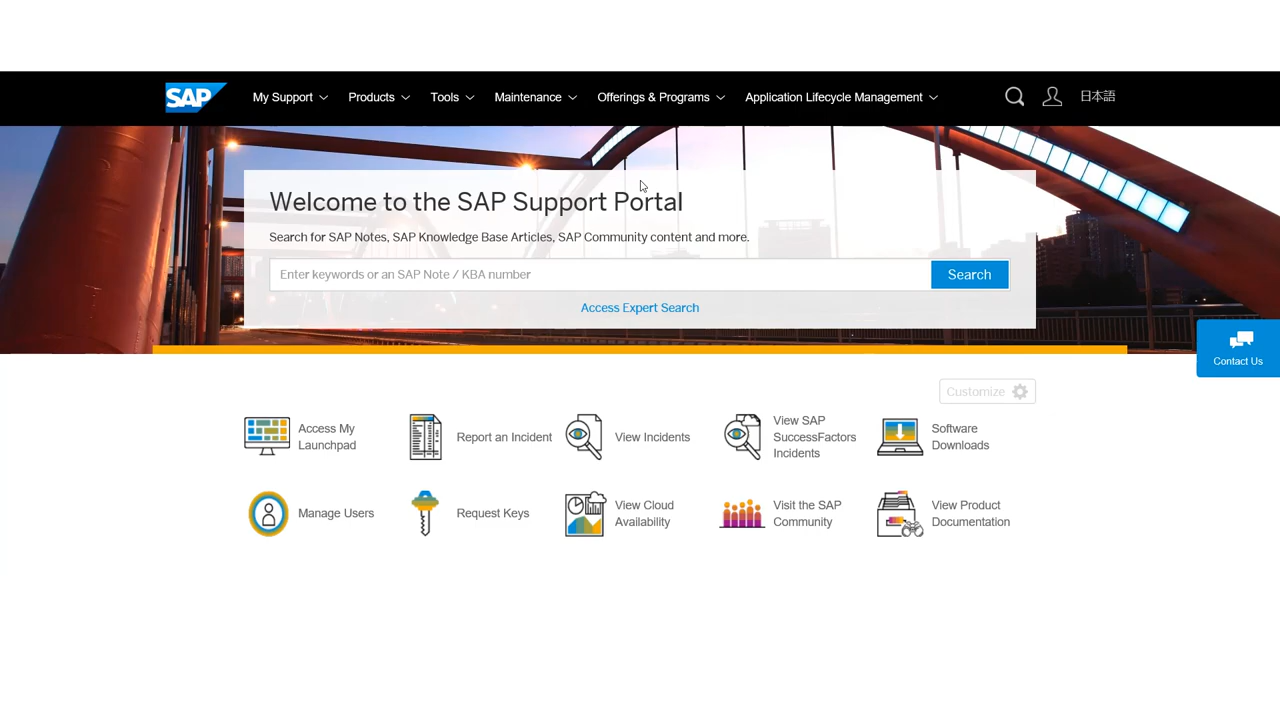 SAP
My Support
Products
Tools
Maintenance
Offerings & Programs
Application Lifecycle Management
日本語
Welcome to the SAP Support Portal
Search for SAP Notes, SAP Knowledge Base Articles, SAP Community content and more.
Enter keywords or an SAP Note / KBA number
Search
Access Expert Search
Contact Us
Customize
Access My
Launchpad
Report an Incident
View Incidents
View SAP
SuccessFactors
Incidents
Software
Downloads
Manage Users
Request Keys
View Cloud
Availability
Visit the SAP
Community
View Product
Documentation